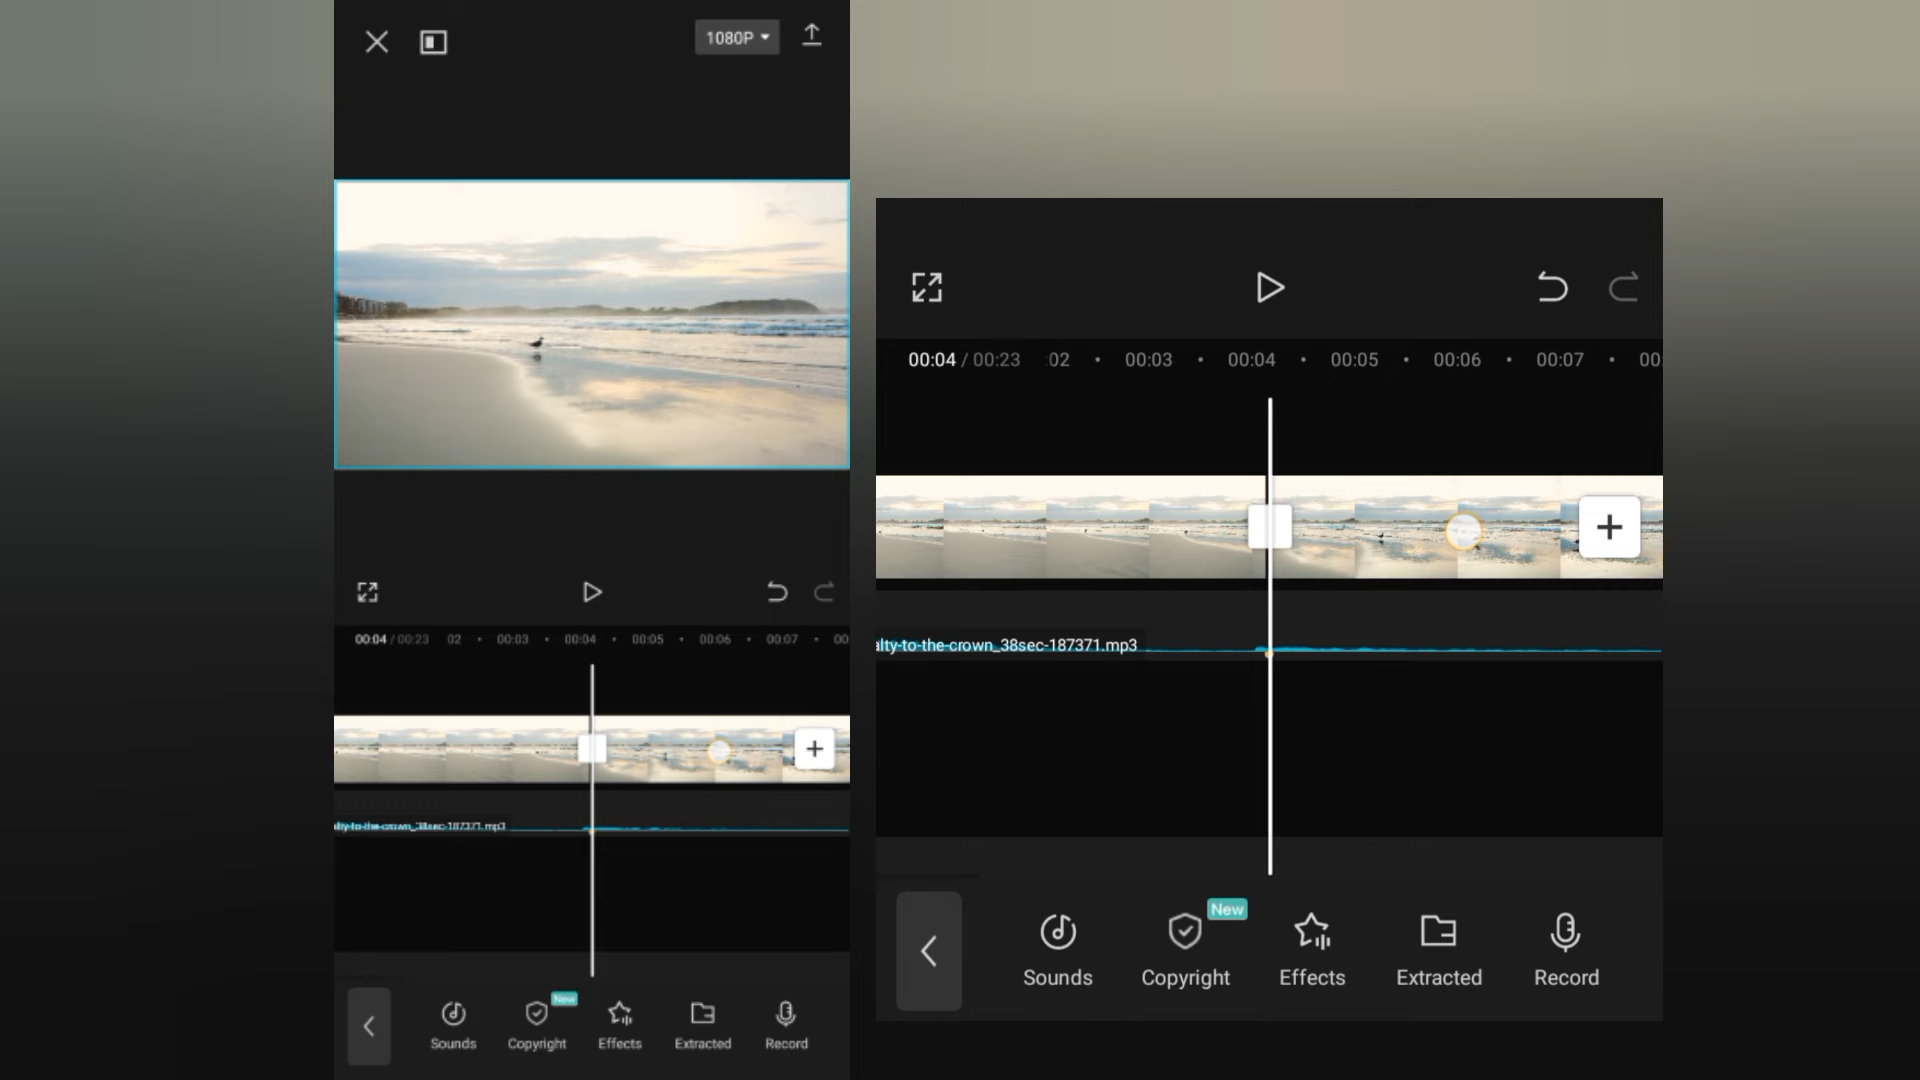 1080P
00:04 / 00:23 02 • 00:03 • 00:04 • 00:05 • 00:06 • 00:07 • 00
lty-to-the-crown_38sec-187371.mp3
New
Sounds Copyright Effects Extracted Record
00:04 / 00:23 :02 • 00:03 • 00:04 • 00:05 • 00:06 • 00:07 • 00:
alty-to-the-crown_38sec-187371.mp3
New
Sounds Copyright Effects Extracted Record